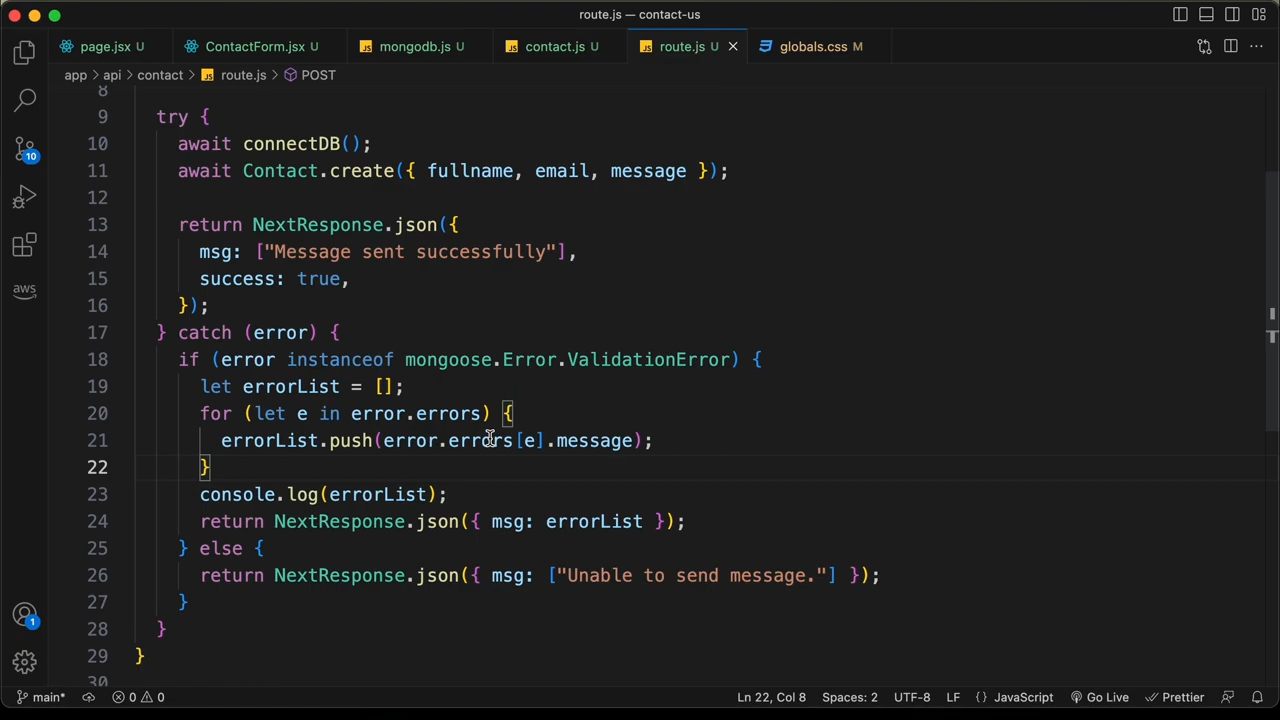 route.js — contact-us
page.jsx U
ContactForm.jsx U
mongodb.js U
contact.js U
route.js U
globals.css M
app > api > contact > route.js > POST
8
9 try {
10 await connectDB();
11 await Contact.create({ fullname, email, message });
12
13 return NextResponse.json({
14 msg: ["Message sent successfully"],
15 success: true,
16 });
17 } catch (error) {
18 if (error instanceof mongoose.Error.ValidationError) {
19 let errorList = [];
20 for (let e in error.errors) {
21 errorList.push(error.errors[e].message);
22 }
23 console.log(errorList);
24 return NextResponse.json({ msg: errorList });
25 } else {
26 return NextResponse.json({ msg: ["Unable to send message."] });
27 }
28 }
29 }
30
10
aws
1
main* 0 0 Ln 22, Col 8 Spaces: 2 UTF-8 LF {} JavaScript Go Live Prettier